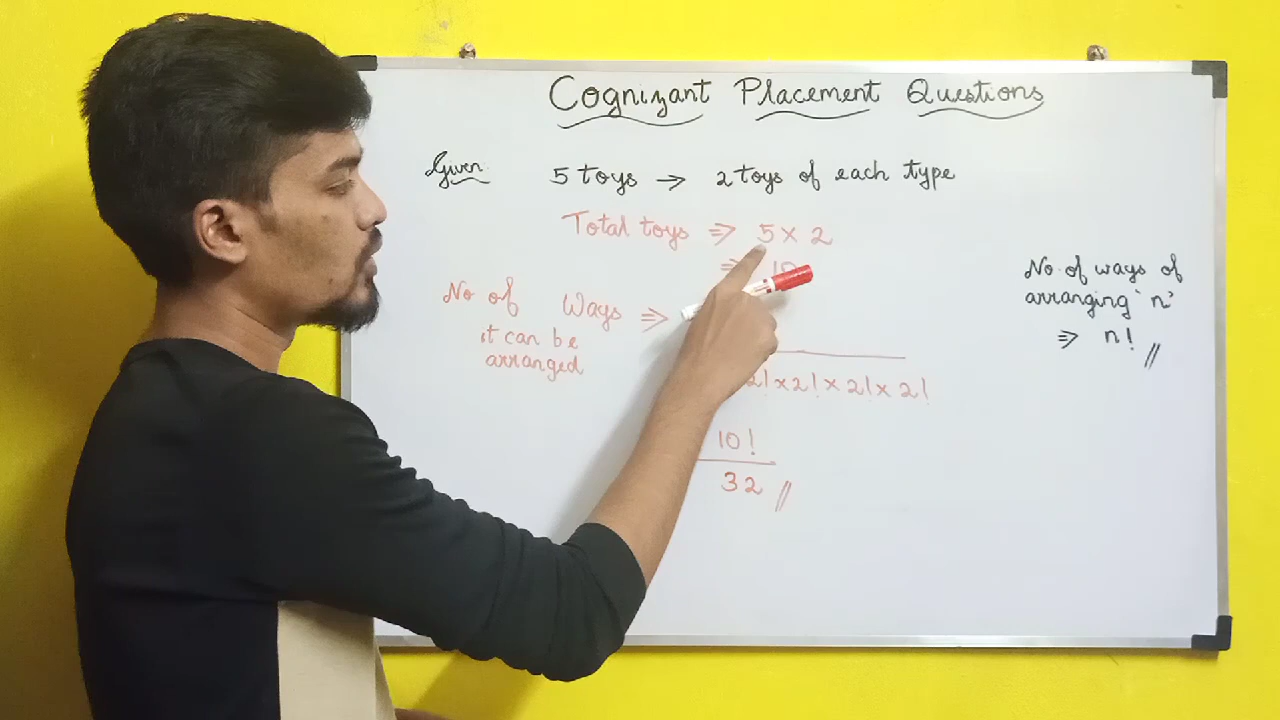 Cognizant Placement Questions
Given: 5 toys → 2 toys of each type
Total toys ⇒ 5 × 2
⇒ 10
No of Ways ⇒
it can be
arranged
2! × 2! × 2! × 2!
10!
32 //
No. of ways of
arranging 'n'
⇒ n! //